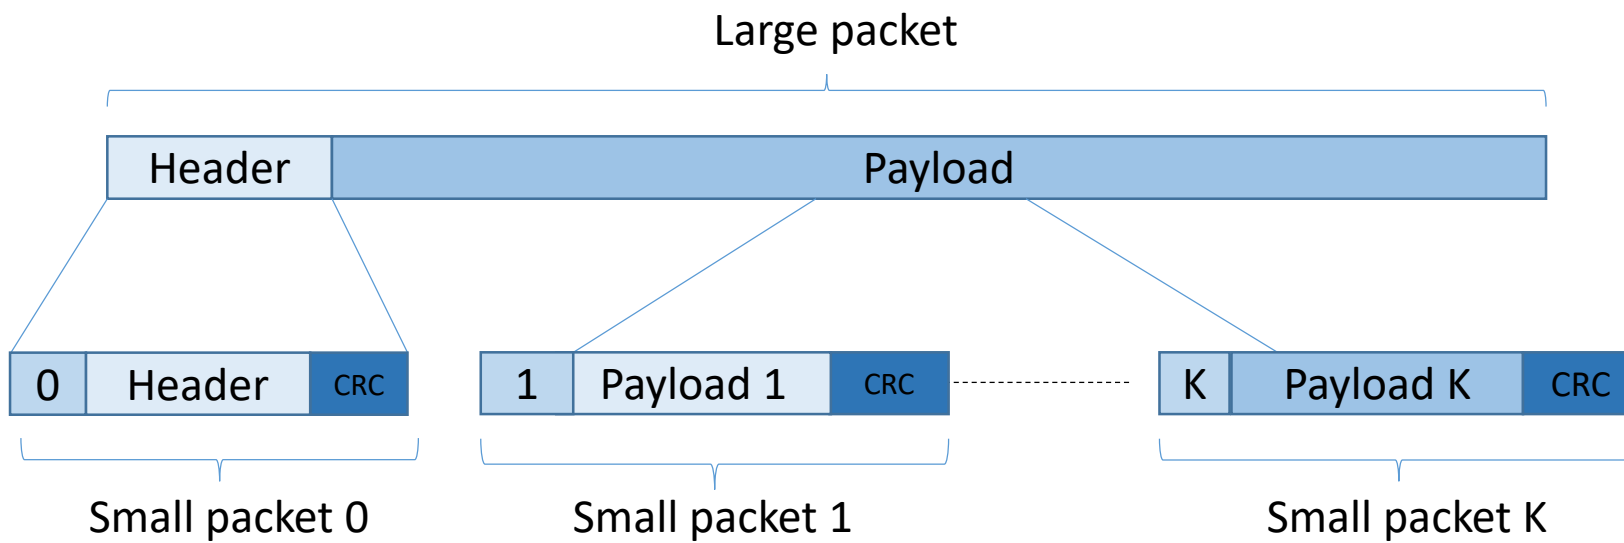 Large packet
Header Payload
0 Header CRC 1 Payload 1 CRC K Payload K CRC
Small packet 0 Small packet 1 Small packet K